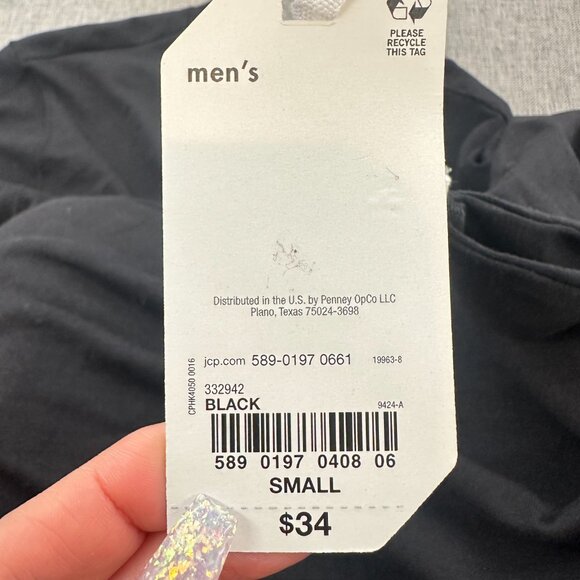 PLEASE
RECYCLE
THIS TAG
men's
Distributed in the U.S. by Penney OpCo LLC
Plano, Texas 75024-3698
jcp.com 589-0197 0661 19963-8
CPHK4050 0016
332942
BLACK 9424-A
589 0197 0408 06
SMALL
$34